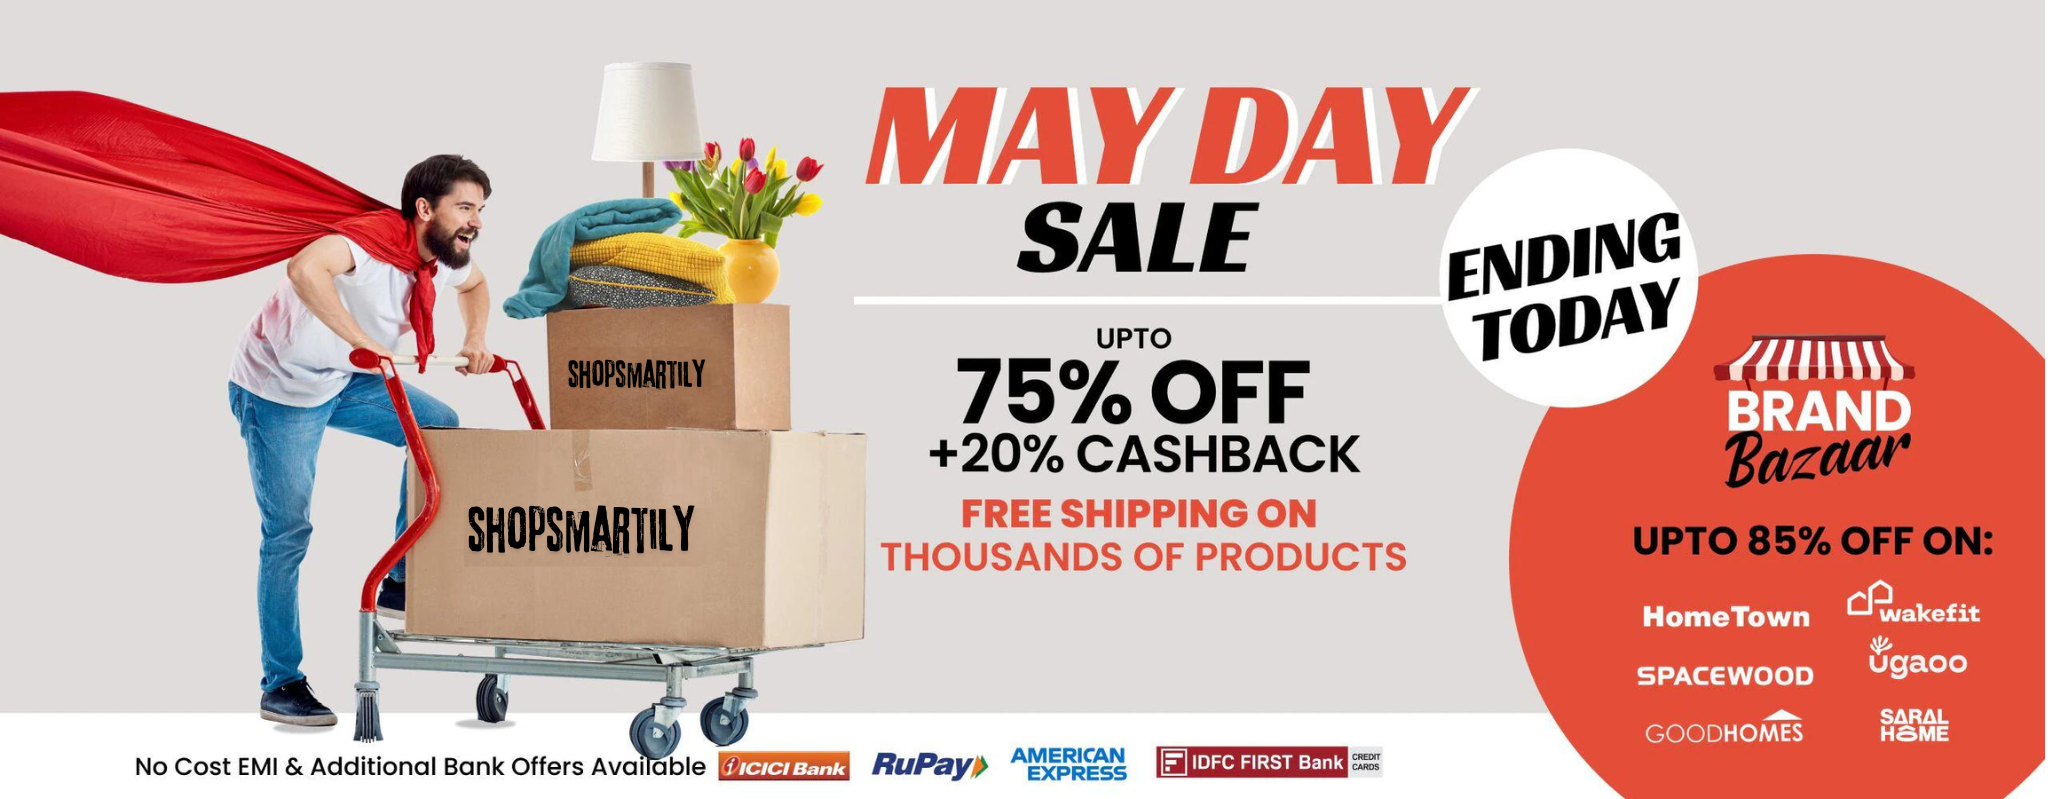 MAY DAY
SALE
ENDING
TODAY
UPTO
75% OFF
+20% CASHBACK
FREE SHIPPING ON
THOUSANDS OF PRODUCTS
SHOPSMARTILY
SHOPSMARTILY
BRAND
Bazaar
UPTO 85% OFF ON:
HomeTown
wakefit
SPACEWOOD
ugaoo
GOODHOMES
SARAL
HOME
No Cost EMI & Additional Bank Offers Available
ICICI Bank
RuPay
AMERICAN
EXPRESS
IDFC FIRST Bank
CREDIT
CARDS